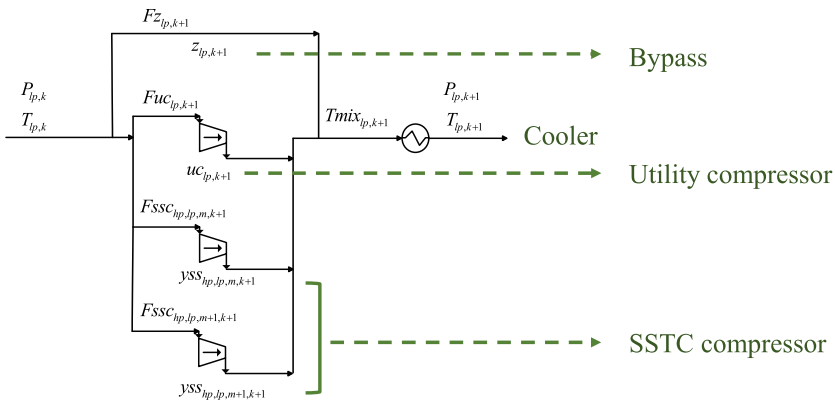 Fz_{lp,k+1}
z_{lp,k+1}
Bypass
P_{lp,k}
T_{lp,k}
Fuc_{lp,k+1}
uc_{lp,k+1}
Tmix_{lp,k+1}
P_{lp,k+1}
T_{lp,k+1}
Cooler
Utility compressor
Fssc_{hp,lp,m,k+1}
yss_{hp,lp,m,k+1}
Fssc_{hp,lp,m+1,k+1}
SSTC compressor
yss_{hp,lp,m+1,k+1}